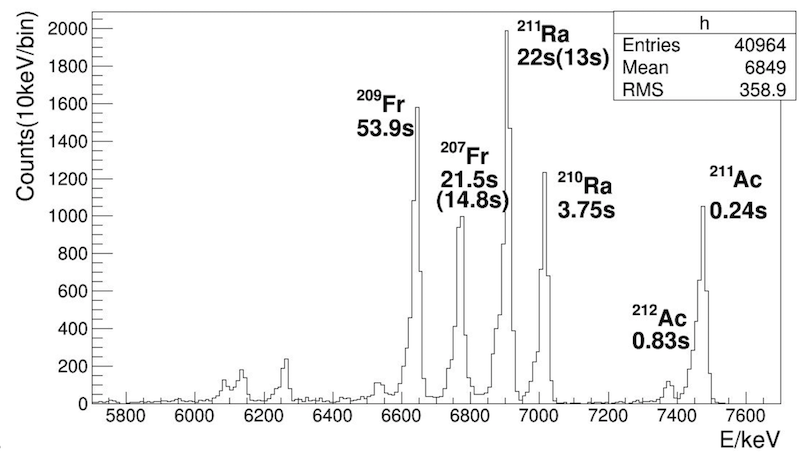 Counts(10keV/bin)
2000
1800
1600
1400
1200
1000
800
600
400
200
0
²⁰⁹Fr
53.9s
²⁰⁷Fr
21.5s
(14.8s)
²¹¹Ra
22s(13s)
²¹⁰Ra
3.75s
²¹²Ac
0.83s
²¹¹Ac
0.24s
h
Entries 40964
Mean 6849
RMS 358.9
5800 6000 6200 6400 6600 6800 7000 7200 7400 7600
E/keV